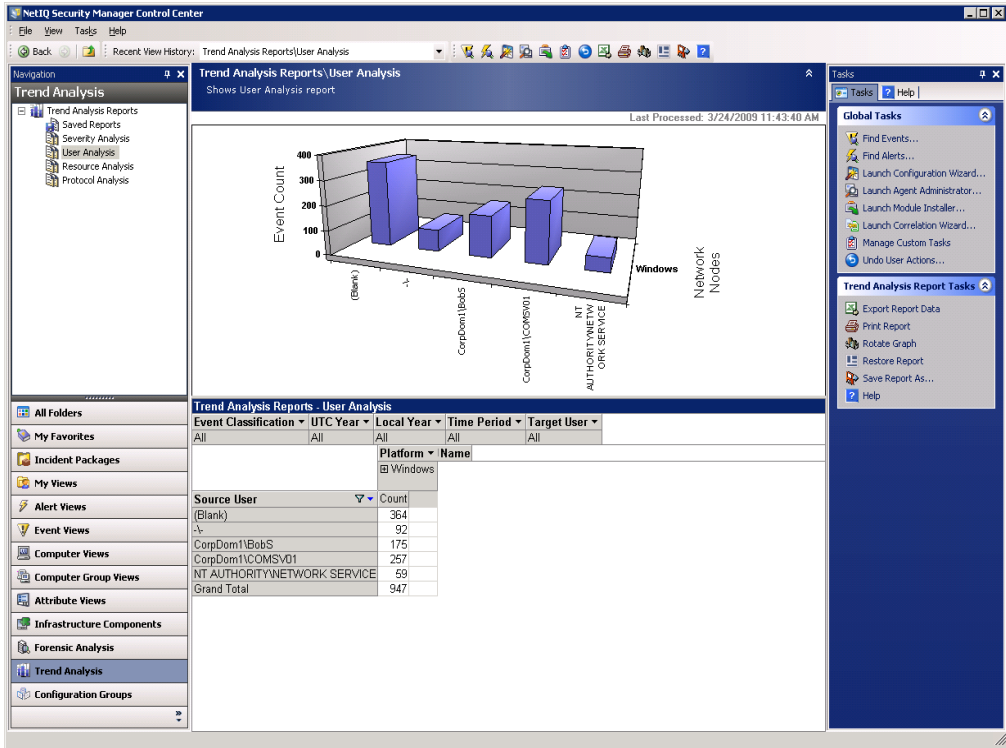 NetIQ Security Manager Control Center
File View Tasks Help
Back Recent View History: Trend Analysis Reports\User Analysis
Navigation
Trend Analysis
Trend Analysis Reports
Saved Reports
Severity Analysis
User Analysis
Resource Analysis
Protocol Analysis
All Folders
My Favorites
Incident Packages
My Views
Alert Views
Event Views
Computer Views
Computer Group Views
Attribute Views
Infrastructure Components
Forensic Analysis
Trend Analysis
Configuration Groups
Trend Analysis Reports\User Analysis
Shows User Analysis report
Last Processed: 3/24/2009 11:43:40 AM
Event Count
400
300
200
100
0
(Blank)
-\-
CorpDom1\BobS
CorpDom1\COMSV01
NT
AUTHORITY\NETW
ORK SERVICE
Windows
Network
Nodes
Trend Analysis Reports - User Analysis
Event Classification UTC Year Local Year Time Period Target User
All All All All All
Platform Name
Windows
Source User Count
(Blank) 364
-\- 92
CorpDom1\BobS 175
CorpDom1\COMSV01 257
NT AUTHORITY\NETWORK SERVICE 59
Grand Total 947
Tasks
Tasks Help
Global Tasks
Find Events...
Find Alerts...
Launch Configuration Wizard...
Launch Agent Administrator...
Launch Module Installer...
Launch Correlation Wizard...
Manage Custom Tasks
Undo User Actions...
Trend Analysis Report Tasks
Export Report Data
Print Report
Rotate Graph
Restore Report
Save Report As...
Help